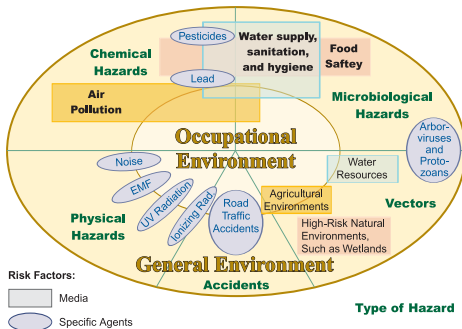 Pesticides
Chemical
Hazards
Lead
Water supply,
sanitation,
and hygiene
Food
Saftey
Air
Pollution
Microbiological
Hazards
Occupational
Environment
Arbor-
viruses and
Proto-
zoans
Noise
EMF
UV Radiation
Ionizing Rad.
Road
Traffic
Accidents
Water
Resources
Agricultural
Environments
Vectors
Physical
Hazards
High-Risk Natural
Environments,
Such as Wetlands
General Environment
Accidents
Risk Factors:
Media
Specific Agents
Type of Hazard